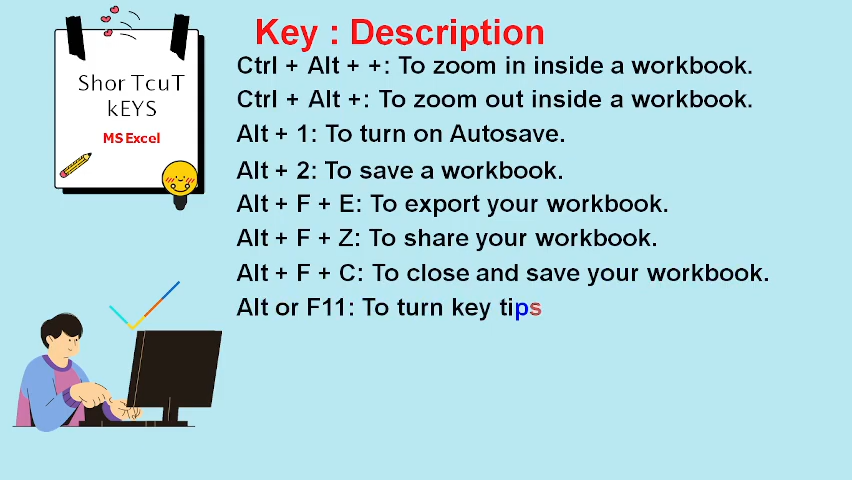 Shor TcuT
kEYS
MS Excel
Key : Description
Ctrl + Alt + +: To zoom in inside a workbook.
Ctrl + Alt +: To zoom out inside a workbook.
Alt + 1: To turn on Autosave.
Alt + 2: To save a workbook.
Alt + F + E: To export your workbook.
Alt + F + Z: To share your workbook.
Alt + F + C: To close and save your workbook.
Alt or F11: To turn key tips